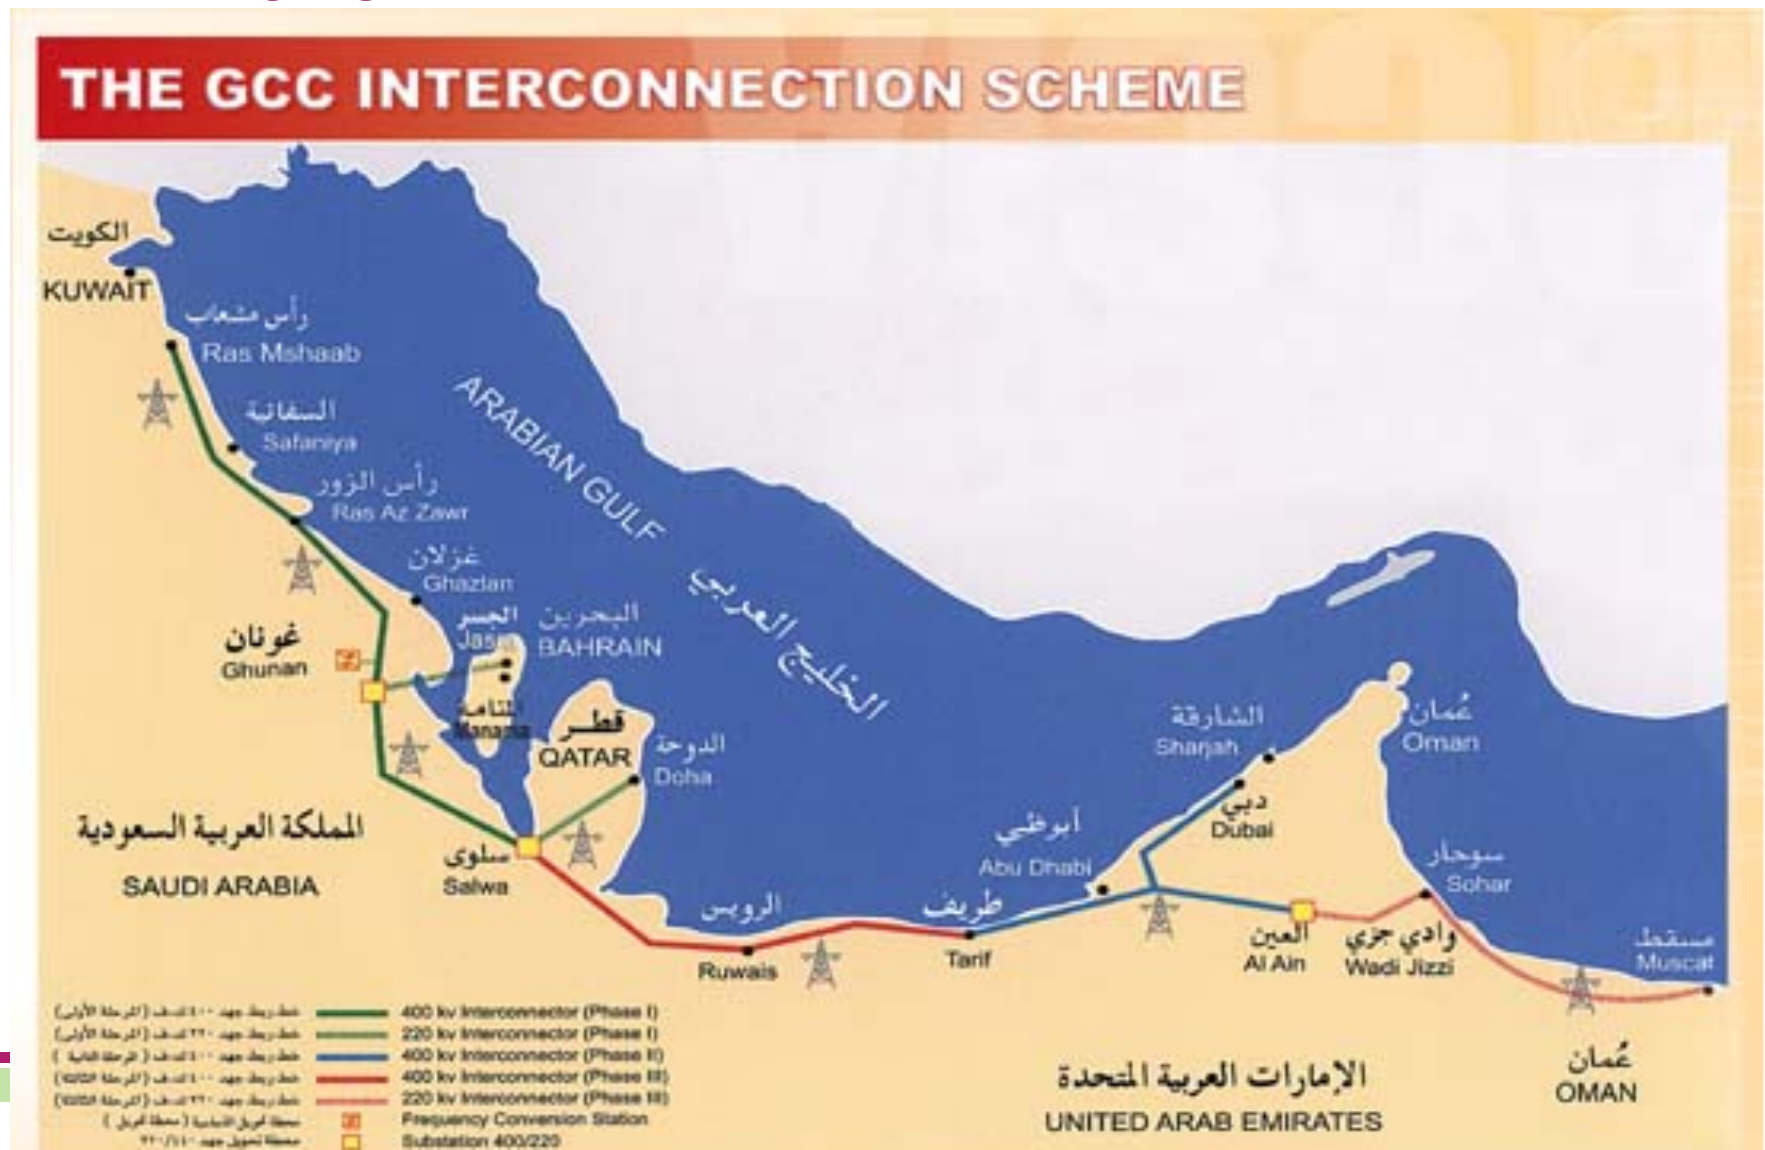 THE GCC INTERCONNECTION SCHEME
الكويت
KUWAIT
رأس مشعاب
Ras Mshaab
السفانية
Safaniya
رأس الزور
Ras Az Zawr
غزلان
Ghazlan
ARABIAN GULF
الخليج العربي
غونان
Ghunan
الجسر
البحرين
BAHRAIN
المنامة
Manama
قطر
QATAR
الدوحة
Doha
المملكة العربية السعودية
SAUDI ARABIA
سلوى
Salwa
الرويس
Ruwais
طريف
Tarif
أبوظبي
Abu Dhabi
الشارقة
Sharjah
دبي
Dubai
عُمان
Oman
العين
Al Ain
وادي جزي
Wadi Jizzi
سوحار
Sohar
مسقط
Muscat
عُمان
OMAN
الإمارات العربية المتحدة
UNITED ARAB EMIRATES
400 kv Interconnector (Phase I)
220 kv Interconnector (Phase I)
400 kv Interconnector (Phase II)
400 kv Interconnector (Phase III)
220 kv Interconnector (Phase III)
Frequency Conversion Station
Substation 400/220